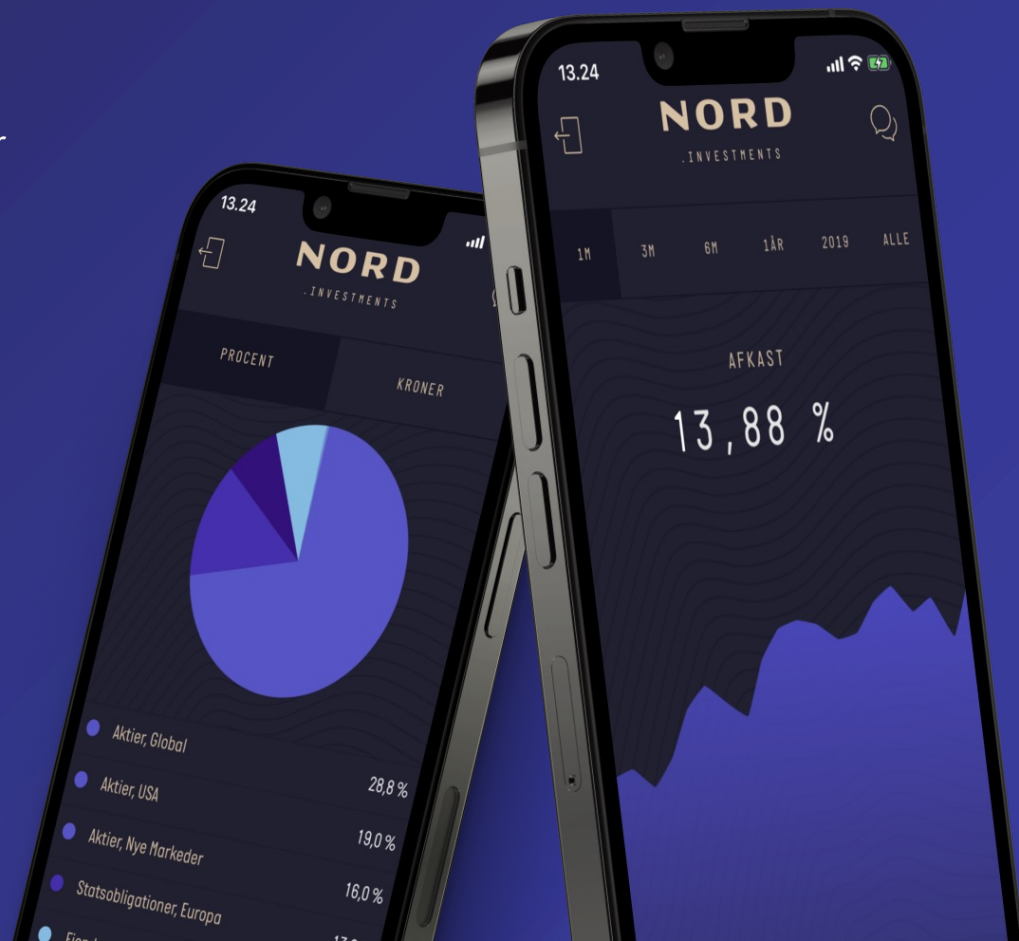 13.24
NORD
.INVESTMENTS
PROCENT
KRONER
Aktier, Global
28,8 %
Aktier, USA
19,0 %
Aktier, Nye Markeder
16,0 %
Statsobligationer, Europa
13.24
NORD
.INVESTMENTS
1M 3M 6M 1ÅR 2019 ALLE
AFKAST
13,88 %